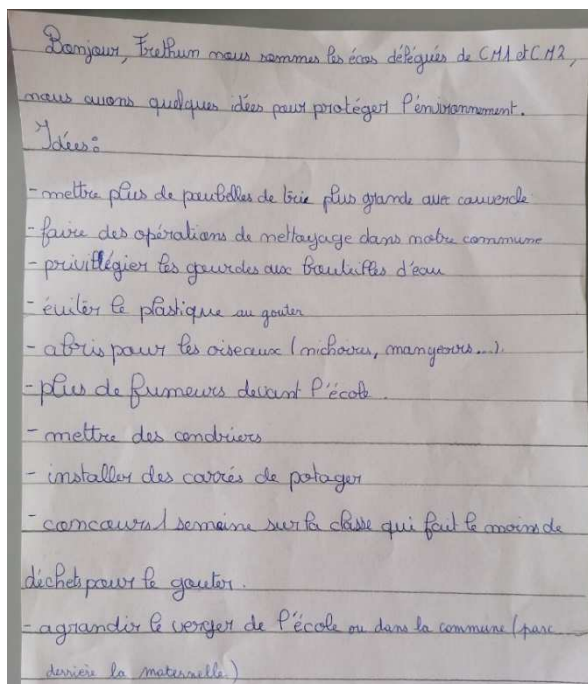 Bonjour, Frethun nous sommes les écos délégués de CM1 et CM2,
nous avons quelques idées pour protéger l'environnement.
Idées :
- mettre plus de poubelles de trie plus grande avec couvercle
- faire des opérations de nettoyage dans notre commune
- privillégier les gourdes aux bouteilles d'eau
- éviter le plastique au gouter
- abris pour les oiseaux (nichoirs, mangeoirs...).
- plus de fumeurs devant l'école.
- mettre des cendriers
- installer des carrés de potager
- concours 1 semaine sur la classe qui fait le moins de
déchets pour le gouter.
- agrandir le verger de l'école ou dans la commune (parc
derrière la maternelle)